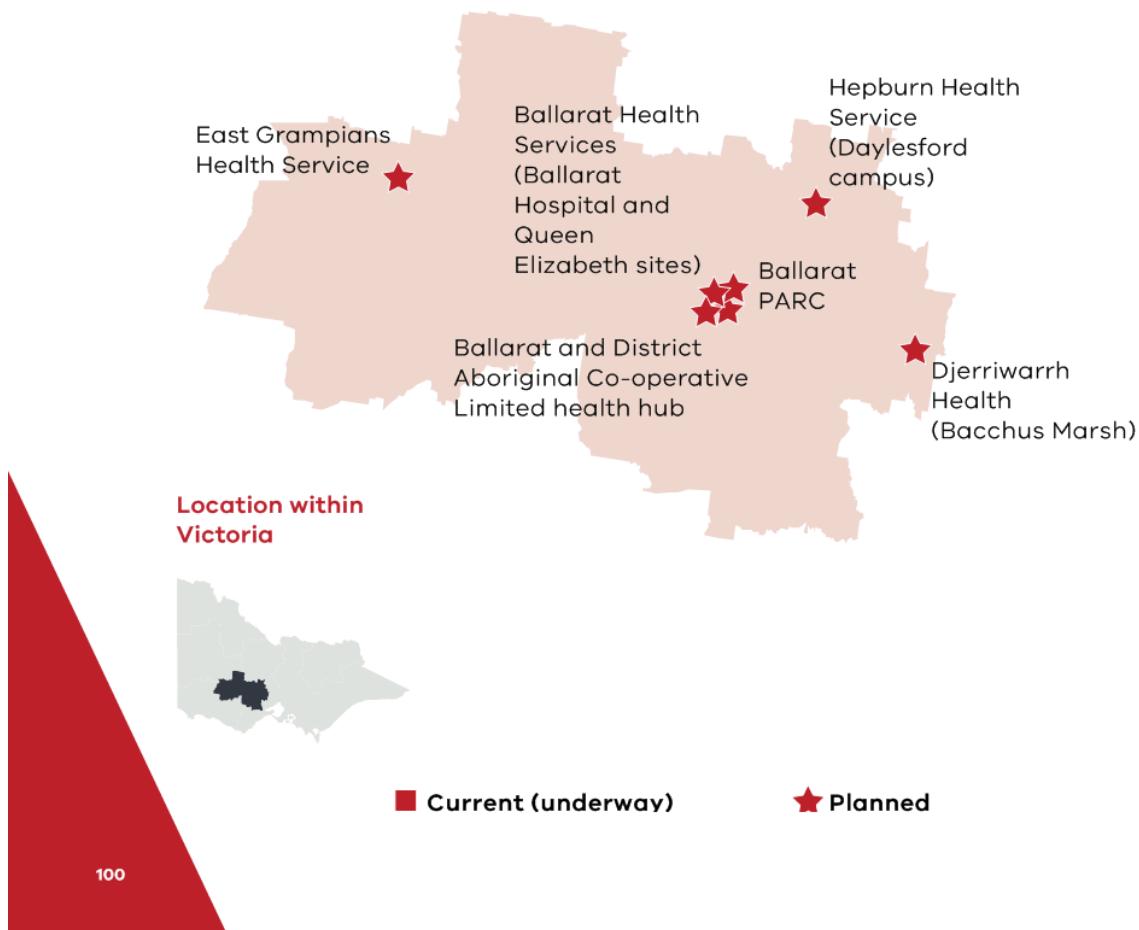 East Grampians
Health Service
Ballarat Health
Services
(Ballarat
Hospital and
Queen
Elizabeth sites)
Hepburn Health
Service
(Daylesford
campus)
Ballarat
PARC
Ballarat and District
Aboriginal Co-operative
Limited health hub
Djerriwarrh
Health
(Bacchus Marsh)
Location within
Victoria
Current (underway)
Planned
100